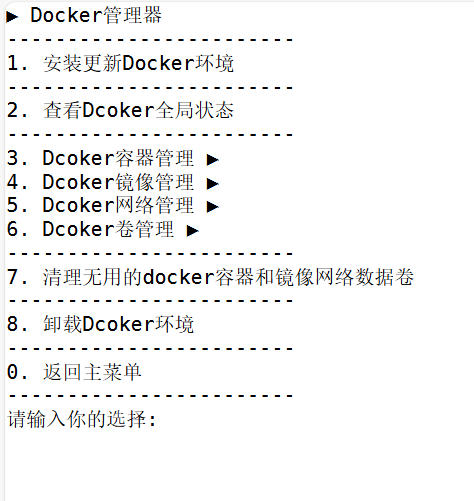 ▶ Docker管理器
------------------------
1. 安装更新Docker环境
------------------------
2. 查看Dcoker全局状态
------------------------
3. Dcoker容器管理 ▶
4. Dcoker镜像管理 ▶
5. Dcoker网络管理 ▶
6. Dcoker卷管理 ▶
------------------------
7. 清理无用的docker容器和镜像网络数据卷
------------------------
8. 卸载Dcoker环境
------------------------
0. 返回主菜单
------------------------
请输入你的选择: